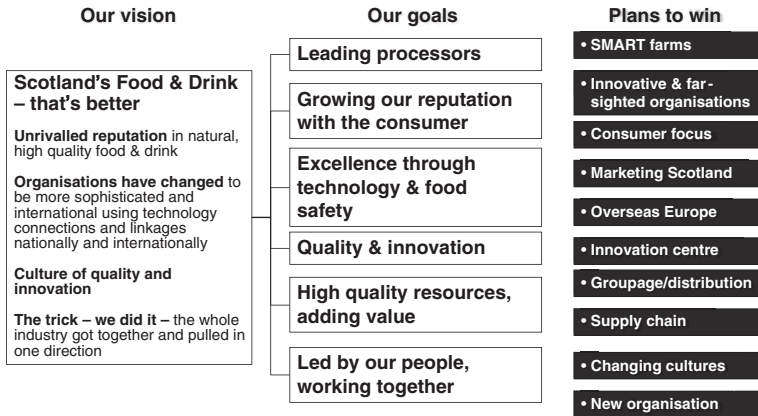 Our vision
Our goals
Plans to win
Scotland's Food & Drink
– that's better
Unrivalled reputation in natural,
high quality food & drink
Organisations have changed to
be more sophisticated and
international using technology
connections and linkages
nationally and internationally
Culture of quality and
innovation
The trick – we did it – the whole
industry got together and pulled in
one direction
Leading processors
Growing our reputation
with the consumer
Excellence through
technology & food
safety
Quality & innovation
High quality resources,
adding value
Led by our people,
working together
• SMART farms
• Innovative & far-
sighted organisations
• Consumer focus
• Marketing Scotland
• Overseas Europe
• Innovation centre
• Groupage/distribution
• Supply chain
• Changing cultures
• New organisation